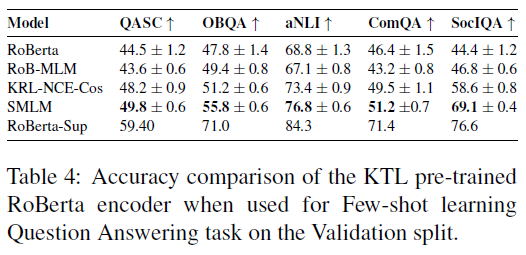 Model QASC ↑ OBQA ↑ aNLI ↑ ComQA ↑ SocIQA ↑
RoBerta 44.5 ± 1.2 47.8 ± 1.4 68.8 ± 1.3 46.4 ± 1.5 44.4 ± 1.2
RoB-MLM 43.6 ± 0.6 49.4 ± 0.8 67.1 ± 0.8 43.2 ± 0.8 46.8 ± 0.6
KRL-NCE-Cos 48.2 ± 0.9 51.2 ± 0.6 73.4 ± 0.9 49.5 ± 1.1 58.6 ± 0.8
SMLM 49.8 ± 0.6 55.8 ± 0.6 76.8 ± 0.6 51.2 ±0.7 69.1 ± 0.4
RoBerta-Sup 59.40 71.0 84.3 71.4 76.6
Table 4: Accuracy comparison of the KTL pre-trained
RoBerta encoder when used for Few-shot learning
Question Answering task on the Validation split.